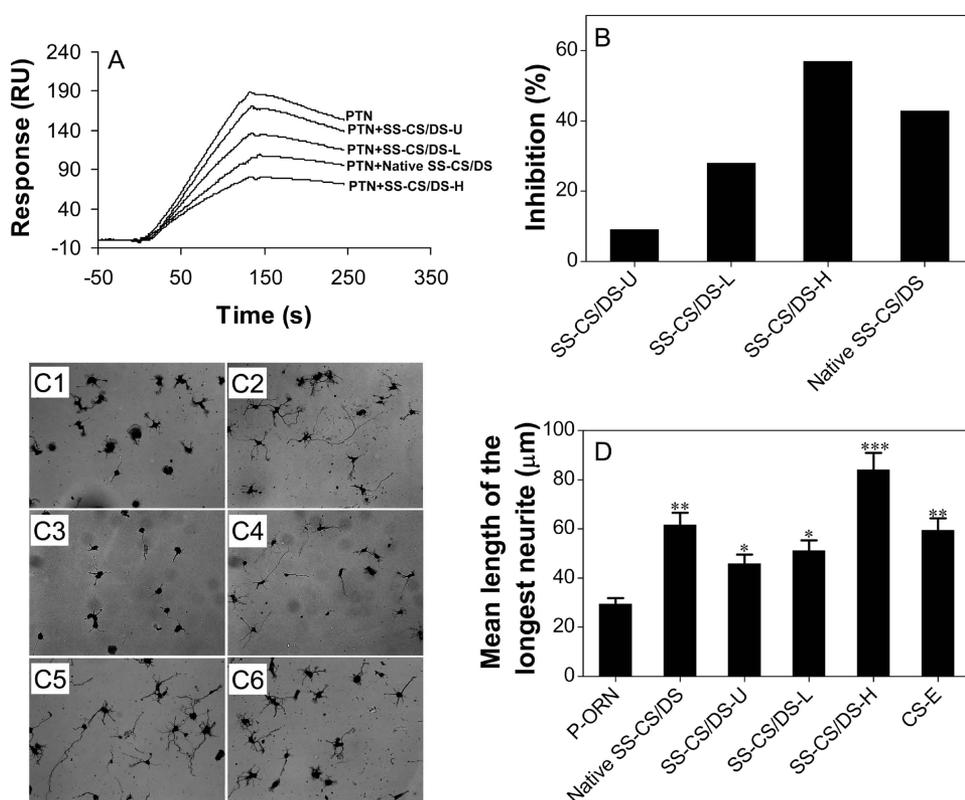 A
Response (RU)
240
190
140
90
40
-10
-50
50
150
250
350
Time (s)
PTN
PTN+SS-CS/DS-U
PTN+SS-CS/DS-L
PTN+Native SS-CS/DS
PTN+SS-CS/DS-H
B
Inhibition (%)
60
40
20
0
SS-CS/DS-U
SS-CS/DS-L
SS-CS/DS-H
Native SS-CS/DS
C1
C2
C3
C4
C5
C6
D
Mean length of the
longest neurite (μm)
100
80
60
40
20
0
**
*
*
***
**
P-ORN
Native SS-CS/DS
SS-CS/DS-U
SS-CS/DS-L
SS-CS/DS-H
CS-E